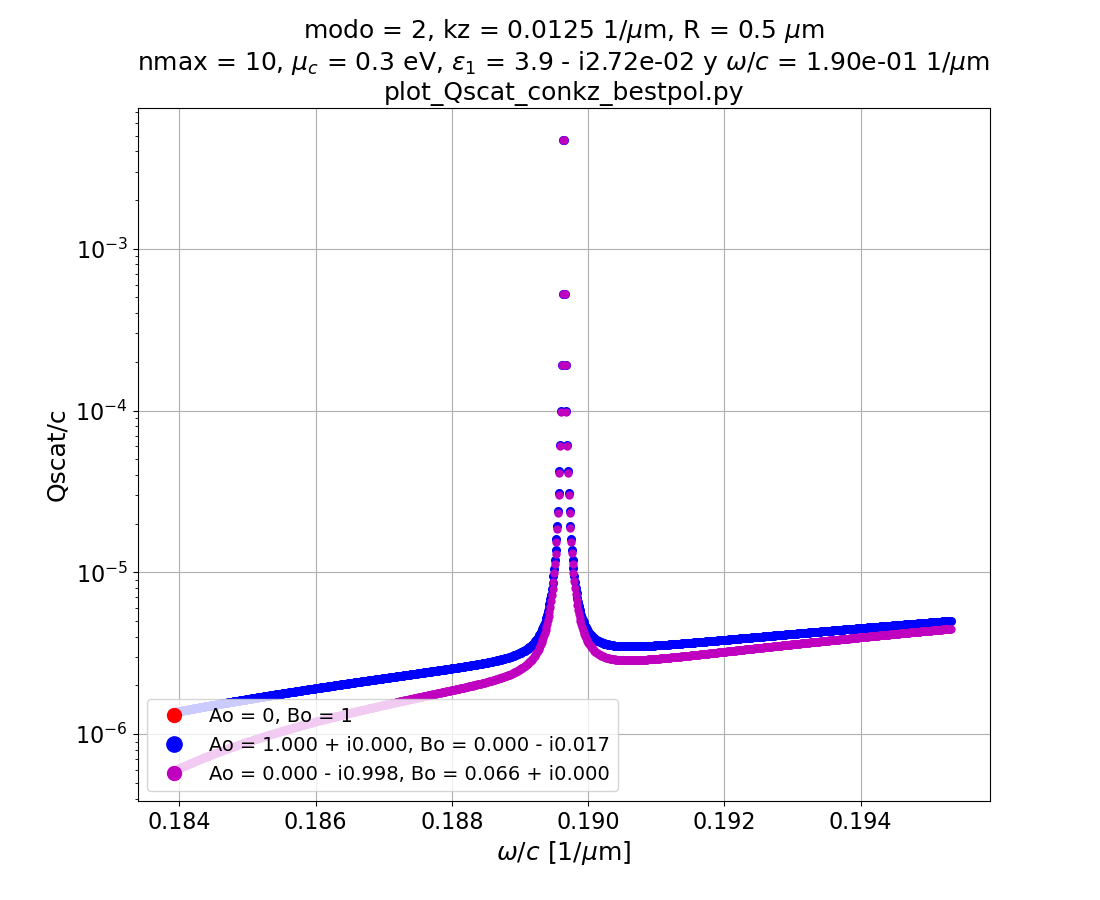 modo = 2, kz = 0.0125 1/μm, R = 0.5 μm
nmax = 10, μ_c = 0.3 eV, ε_1 = 3.9 - i2.72e-02 y ω/c = 1.90e-01 1/μm
plot_Qscat_conkz_bestpol.py
Qscat/c
10^{-3}
10^{-4}
10^{-5}
10^{-6}
Ao = 0, Bo = 1
Ao = 1.000 + i0.000, Bo = 0.000 - i0.017
Ao = 0.000 - i0.998, Bo = 0.066 + i0.000
0.184 0.186 0.188 0.190 0.192 0.194
ω/c [1/μm]